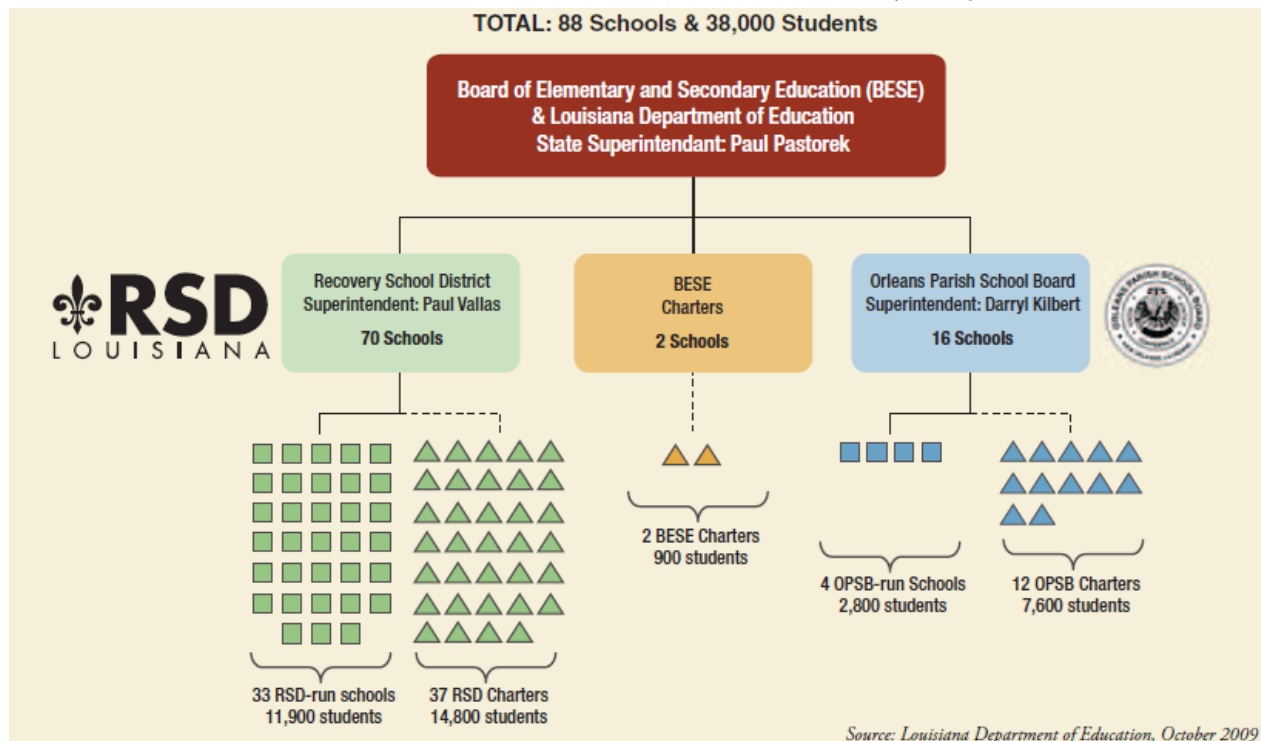 TOTAL: 88 Schools & 38,000 Students
Board of Elementary and Secondary Education (BESE)
& Louisiana Department of Education
State Superintendant: Paul Pastorek
RSD
LOUISIANA
Recovery School District
Superintendent: Paul Vallas
70 Schools
BESE
Charters
2 Schools
Orleans Parish School Board
Superintendent: Darryl Kilbert
16 Schools
ORLEANS PARISH SCHOOL BOARD
33 RSD-run schools
11,900 students
37 RSD Charters
14,800 students
2 BESE Charters
900 students
4 OPSB-run Schools
2,800 students
12 OPSB Charters
7,600 students
Source: Louisiana Department of Education, October 2009